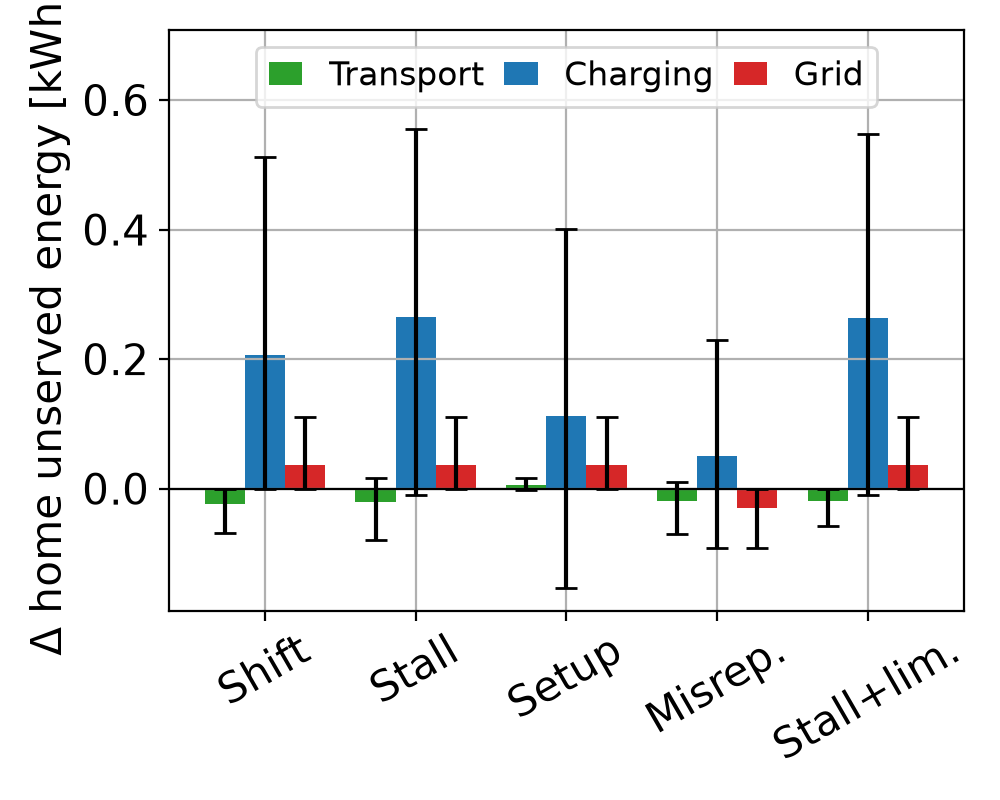 Δ home unserved energy [kWh
Transport Charging Grid
0.6
0.4
0.2
0.0
Shift Stall Setup Misrep. Stall+lim.